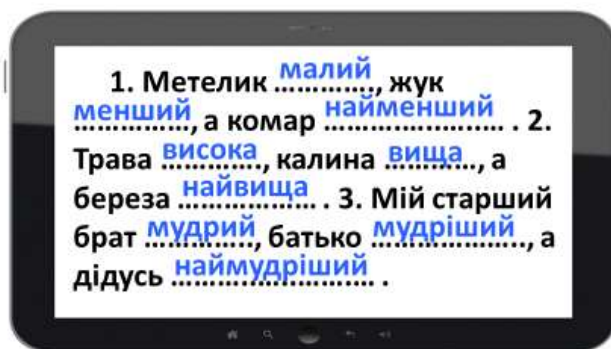 1. Метелик малий, жук
менший, а комар найменший . 2.
Трава висока, калина вища, а
береза найвища . 3. Мій старший
брат мудрий, батько мудріший, а
дідусь наймудріший .